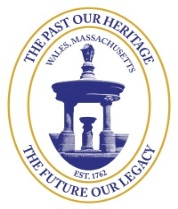 THE PAST OUR HERITAGE
WALES, MASSACHUSETTS
EST. 1762
THE FUTURE OUR LEGACY